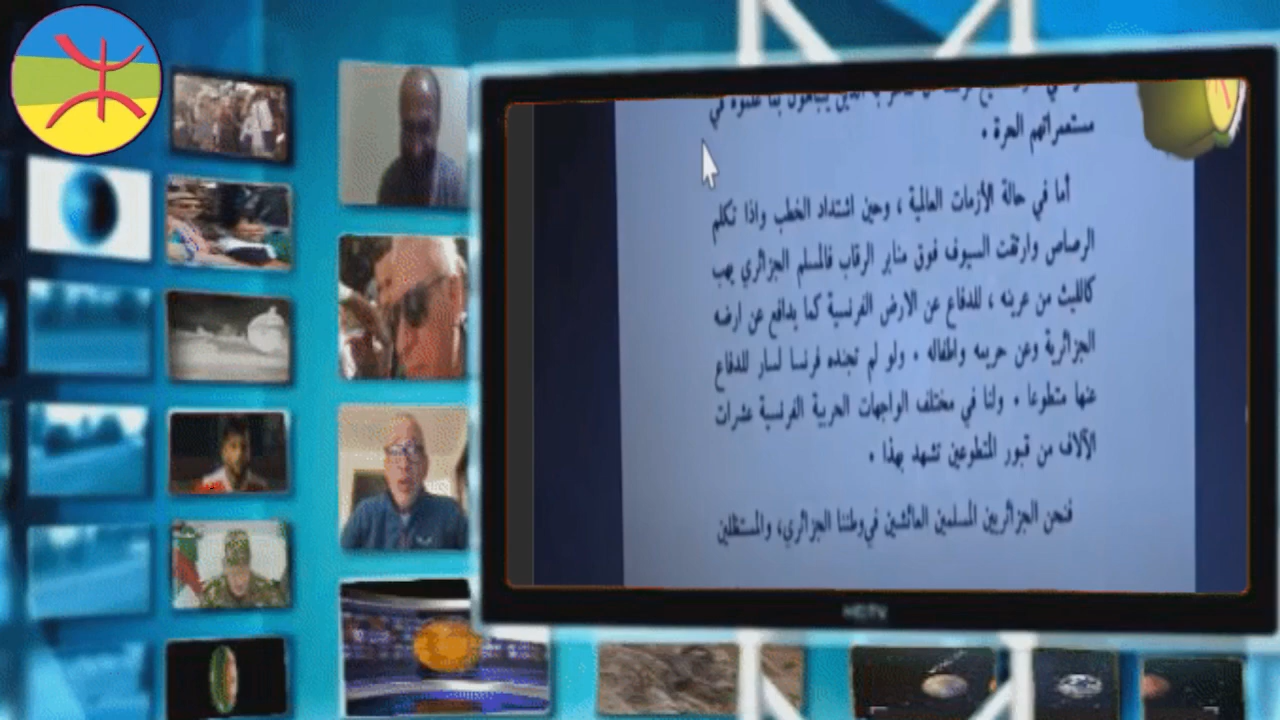 مستعمراتهم الحرة .
أما في حالة الأزمات العالمية ، وحين اشتداد الخطب واذا تكلم
الرصاص وارتقت السيوف فوق منابر الرقاب فالمسلم الجزائري يهب
كالليث من عرينه ، للدفاع عن الارض الفرنسية كما يدافع عن ارضه
الجزائرية وعن حريمه واطفاله . ولو لم تجنده فرنسا لسار للدفاع
عنها متطوعا . ولنا في مختلف الواجهات الحربية الفرنسية عشرات
الآلاف من قبور المتطوعين تشهد بهذا .
فنحن الجزائريين المسلمين العائشين في وطننا الجزائري، والمستظلين
HDTV